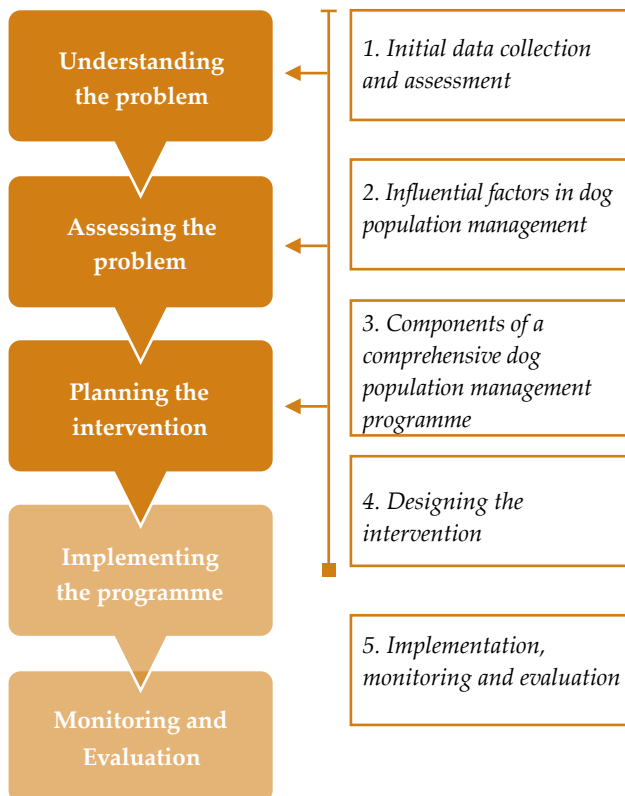 Understanding
the problem
Assessing the
problem
Planning the
intervention
Implementing
the programme
Monitoring and
Evaluation
1. Initial data collection
and assessment
2. Influential factors in dog
population management
3. Components of a
comprehensive dog
population management
programme
4. Designing the
intervention
5. Implementation,
monitoring and evaluation